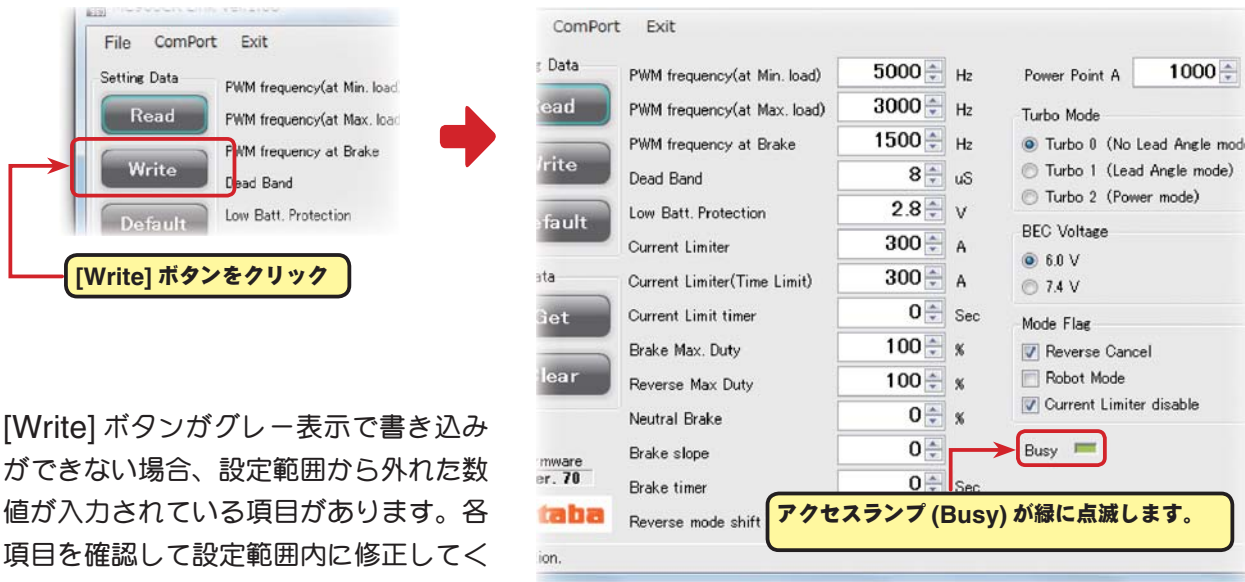 File ComPort Exit
Setting Data
Read
Write
Default
PWM frequency(at Min. load
PWM frequency(at Max. load
PWM frequency at Brake
Dead Band
Low Batt. Protection
[Write] ボタンをクリック
[Write] ボタンがグレー表示で書き込み
ができない場合、設定範囲から外れた数
値が入力されている項目があります。各
項目を確認して設定範囲内に修正してく
ComPort Exit
Data
ead
rite
fault
ata
Get
lear
mware
er. 70
taba
ion.
PWM frequency(at Min. load) 5000 Hz
PWM frequency(at Max. load) 3000 Hz
PWM frequency at Brake 1500 Hz
Dead Band 8 uS
Low Batt. Protection 2.8 V
Current Limiter 300 A
Current Limiter(Time Limit) 300 A
Current Limit timer 0 Sec
Brake Max. Duty 100 %
Reverse Max Duty 100 %
Neutral Brake 0 %
Brake slope 0
Brake timer 0 Sec
Reverse mode shift
Power Point A 1000
Turbo Mode
Turbo 0 (No Lead Angle mod
Turbo 1 (Lead Angle mode)
Turbo 2 (Power mode)
BEC Voltage
6.0 V
7.4 V
Mode Flag
Reverse Cancel
Robot Mode
Current Limiter disable
Busy
アクセスランプ (Busy) が緑に点滅します。